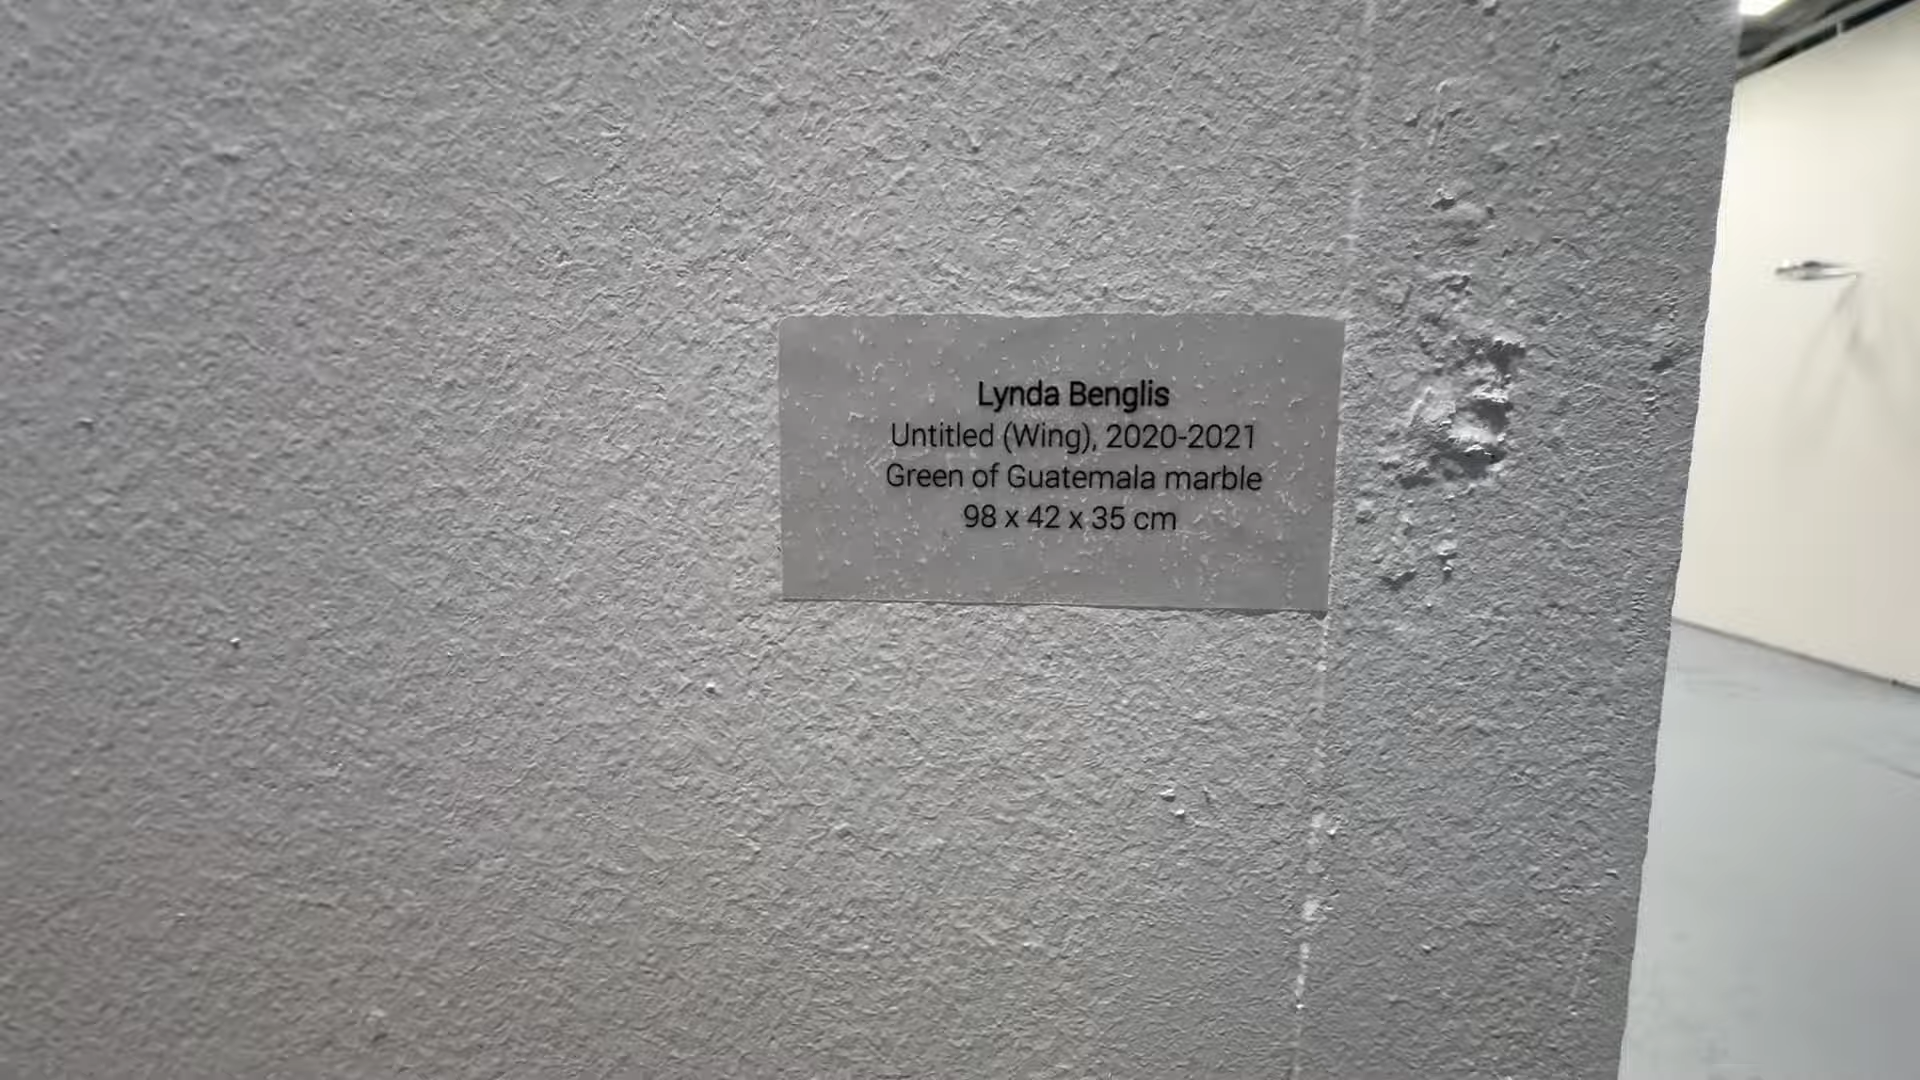 Lynda Benglis
Untitled (Wing), 2020-2021
Green of Guatemala marble
98 x 42 x 35 cm